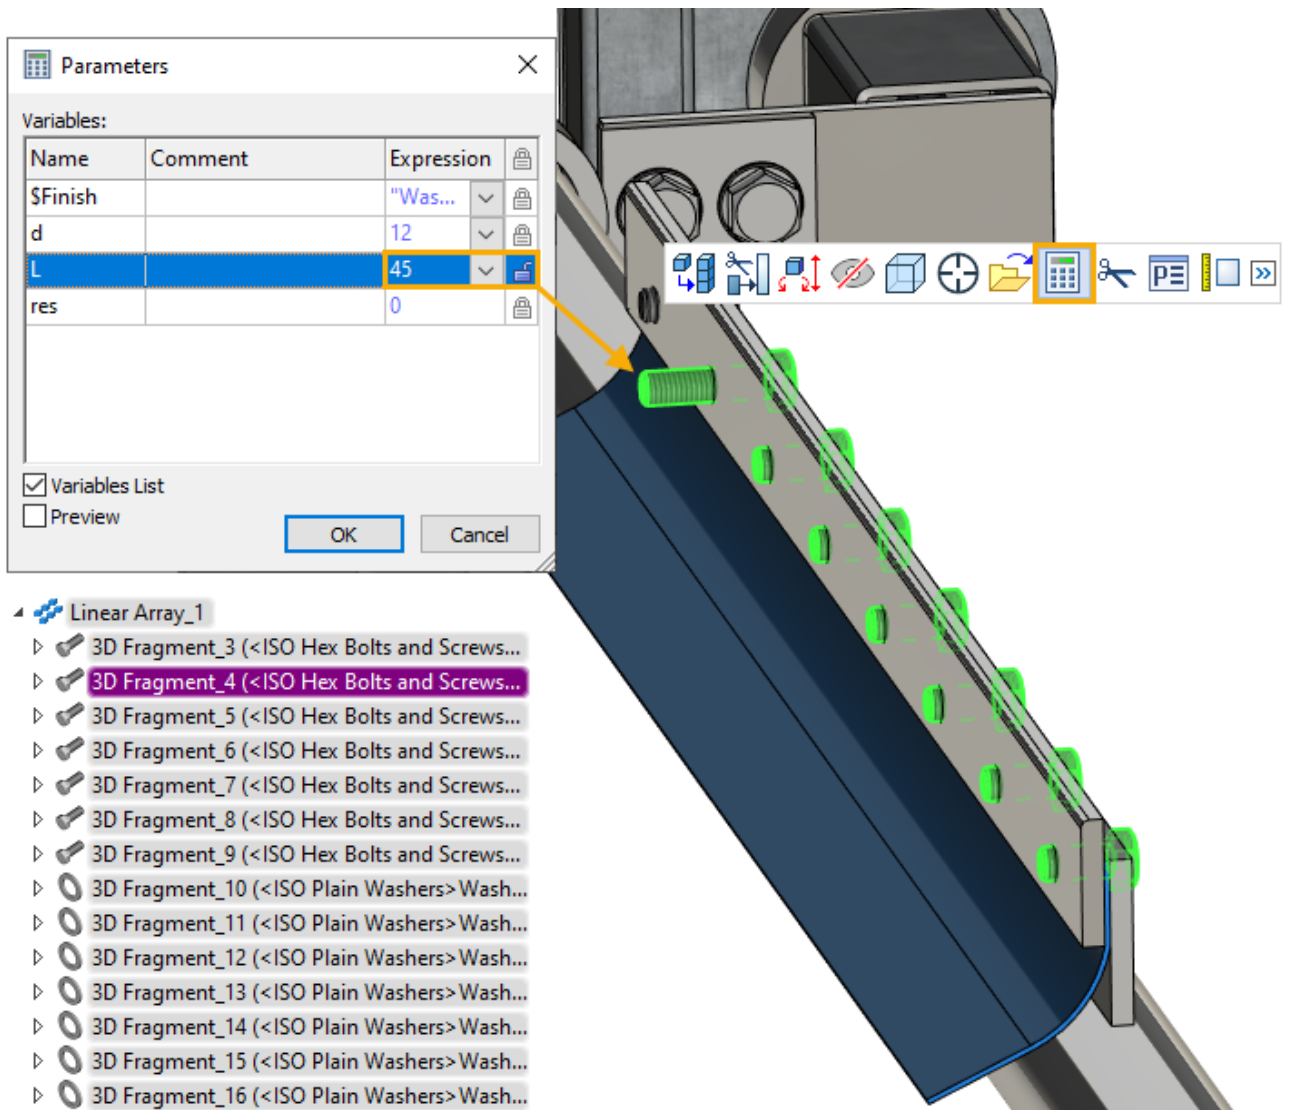 Parameters
Variables:
Name Comment Expression
$Finish "Was...
d 12
L 45
res 0
Variables List
Preview
OK Cancel
Linear Array_1
3D Fragment_3 (<ISO Hex Bolts and Screws...
3D Fragment_4 (<ISO Hex Bolts and Screws...
3D Fragment_5 (<ISO Hex Bolts and Screws...
3D Fragment_6 (<ISO Hex Bolts and Screws...
3D Fragment_7 (<ISO Hex Bolts and Screws...
3D Fragment_8 (<ISO Hex Bolts and Screws...
3D Fragment_9 (<ISO Hex Bolts and Screws...
3D Fragment_10 (<ISO Plain Washers>Wash...
3D Fragment_11 (<ISO Plain Washers>Wash...
3D Fragment_12 (<ISO Plain Washers>Wash...
3D Fragment_13 (<ISO Plain Washers>Wash...
3D Fragment_14 (<ISO Plain Washers>Wash...
3D Fragment_15 (<ISO Plain Washers>Wash...
3D Fragment_16 (<ISO Plain Washers>Wash...